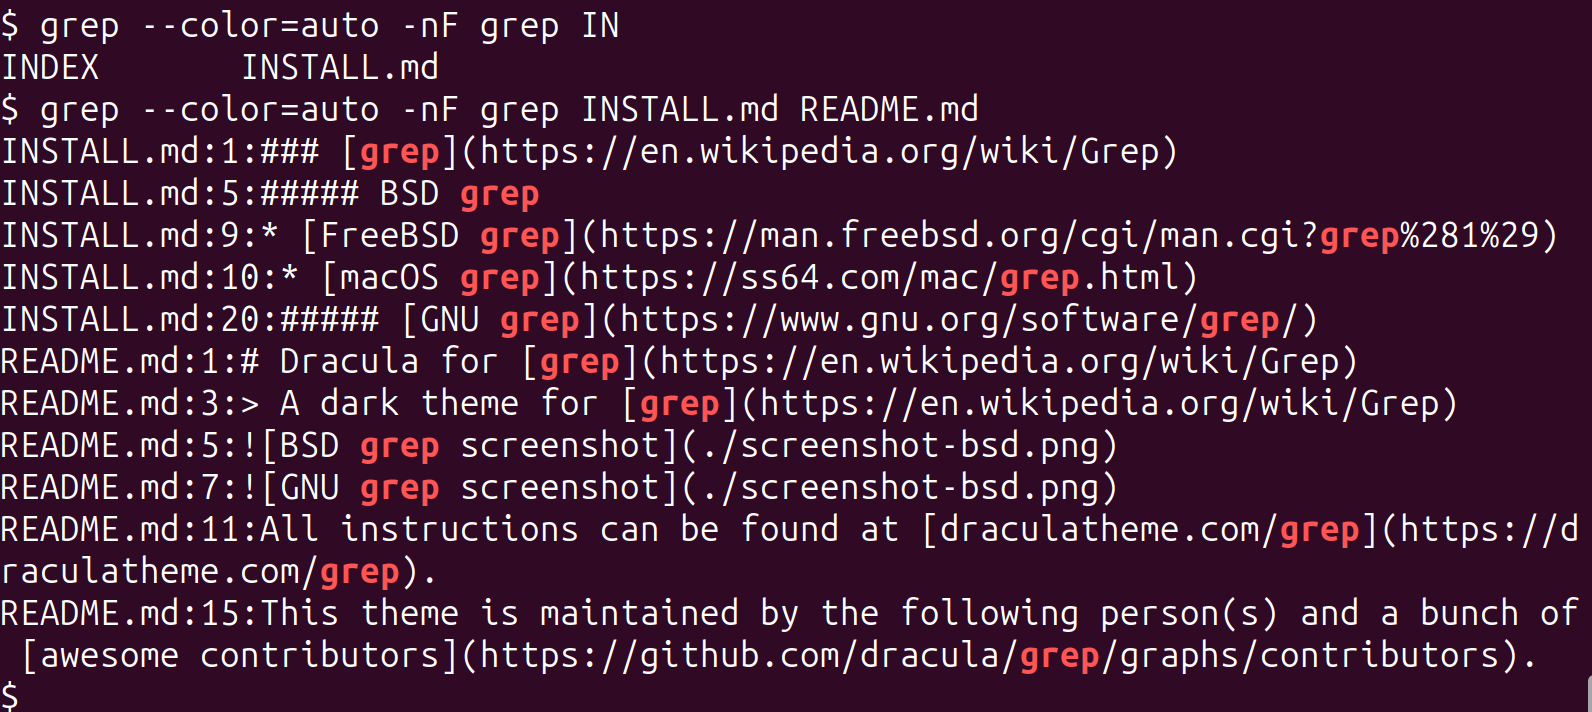 $ grep --color=auto -nF grep IN
INDEX       INSTALL.md
$ grep --color=auto -nF grep INSTALL.md README.md
INSTALL.md:1:### [grep](https://en.wikipedia.org/wiki/Grep)
INSTALL.md:5:##### BSD grep
INSTALL.md:9:* [FreeBSD grep](https://man.freebsd.org/cgi/man.cgi?grep%281%29)
INSTALL.md:10:* [macOS grep](https://ss64.com/mac/grep.html)
INSTALL.md:20:##### [GNU grep](https://www.gnu.org/software/grep/)
README.md:1:# Dracula for [grep](https://en.wikipedia.org/wiki/Grep)
README.md:3:> A dark theme for [grep](https://en.wikipedia.org/wiki/Grep)
README.md:5:![BSD grep screenshot](./screenshot-bsd.png)
README.md:7:![GNU grep screenshot](./screenshot-bsd.png)
README.md:11:All instructions can be found at [draculatheme.com/grep](https://d
raculatheme.com/grep).
README.md:15:This theme is maintained by the following person(s) and a bunch of
 [awesome contributors](https://github.com/dracula/grep/graphs/contributors).
$